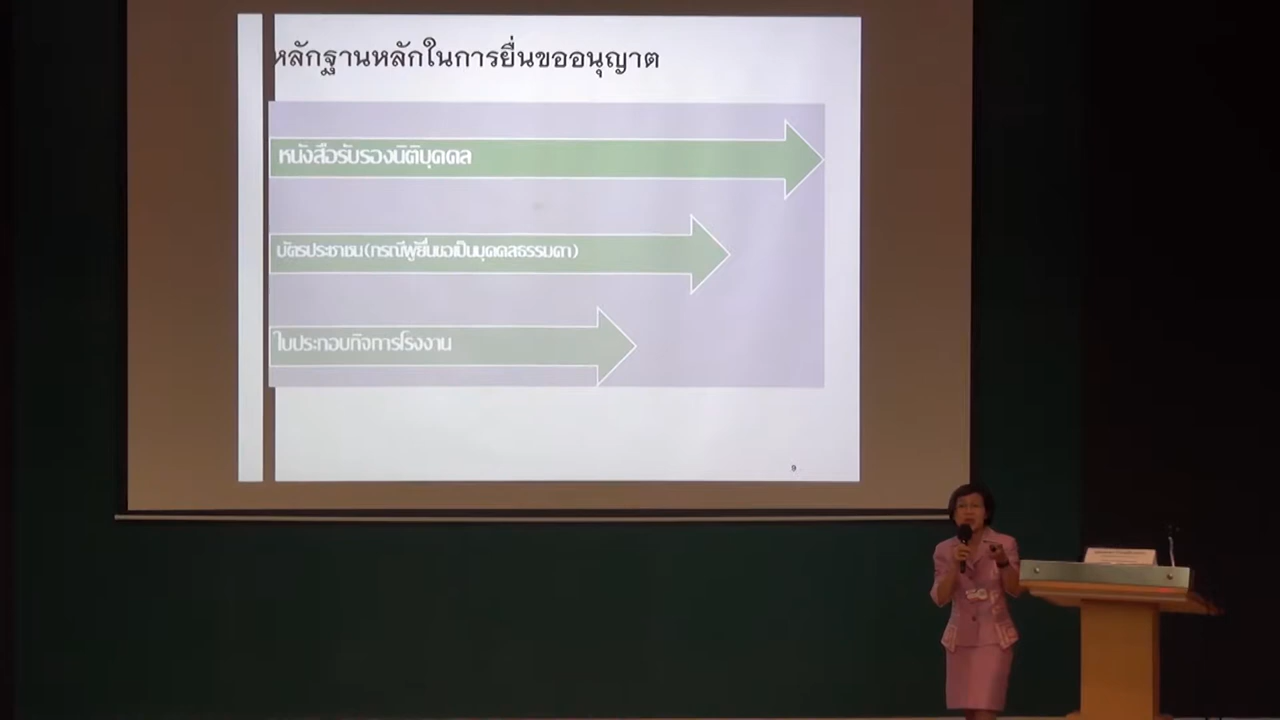 หลักฐานหลักในการยื่นขออนุญาต
หนังสือรับรองนิติบุคคล
บัตรประชาชน(กรณีผู้ยื่นขอเป็นบุคคลธรรมดา)
ใบประกอบกิจการโรงงาน
9